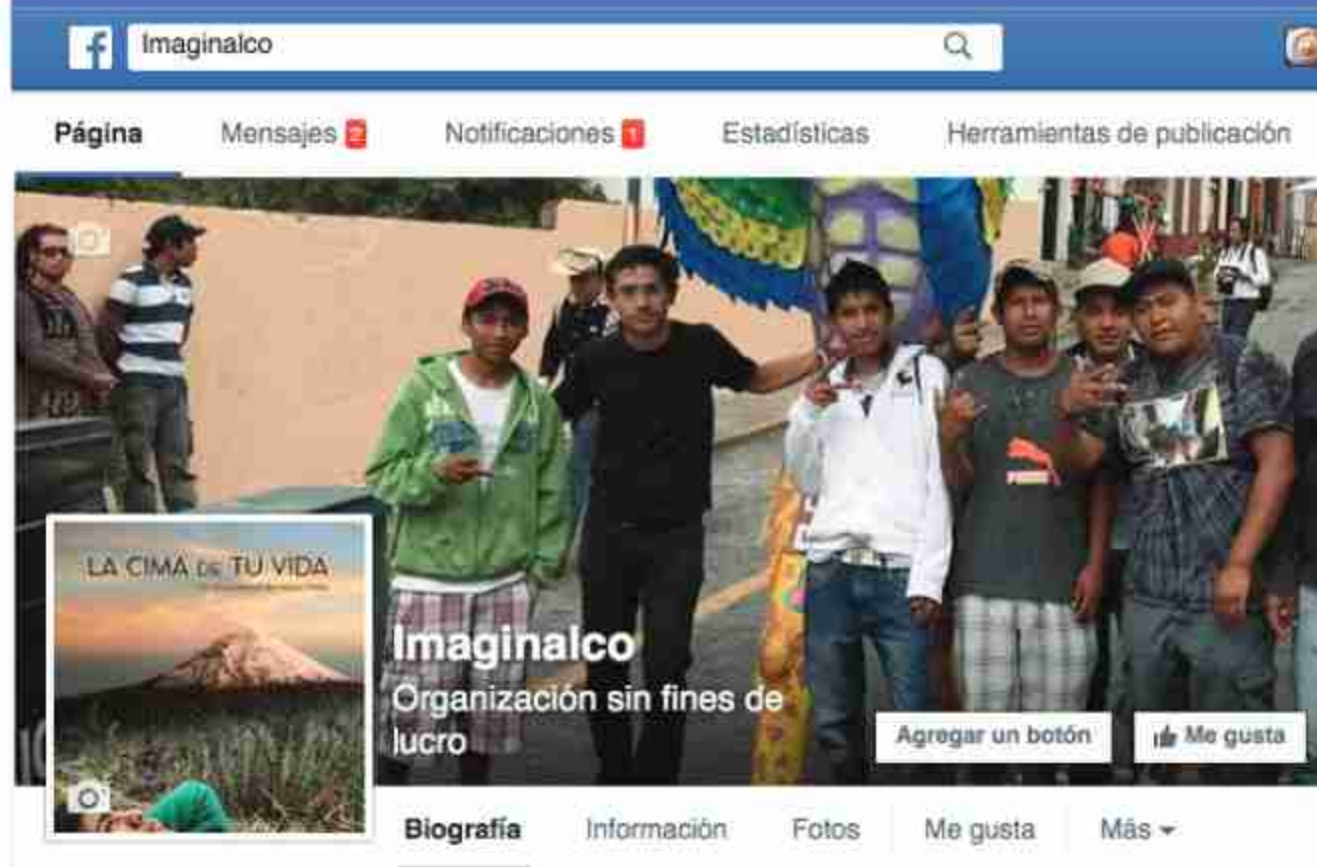 f
Imaginalco
Página
Mensajes 2
Notificaciones 1
Estadísticas
Herramientas de publicación
LA CIMA DE TU VIDA
Imaginalco
Organización sin fines de
lucro
Agregar un botón
Me gusta
Biografía
Información
Fotos
Me gusta
Más